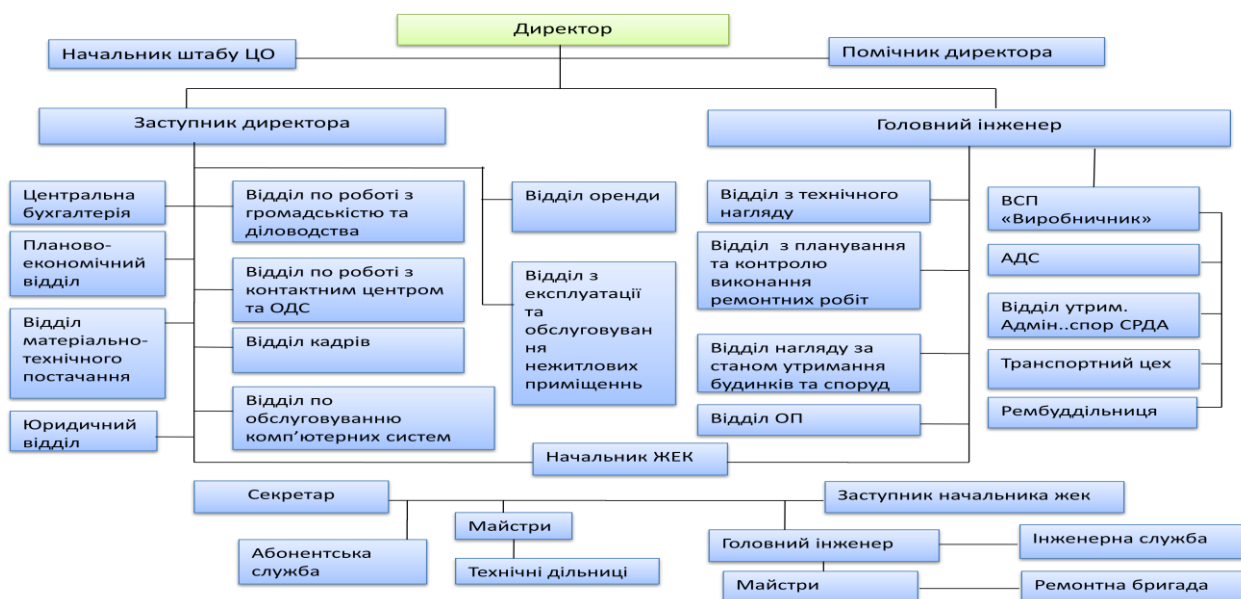 Директор
Начальник штабу ЦО
Помічник директора
Заступник директора
Головний інженер
Центральна
бухгалтерія
Відділ по роботі з
громадськістю та
діловодства
Відділ оренди
Відділ з технічного
нагляду
ВСП
«Виробничник»
Планово-
економічний
відділ
Відділ по роботі з
контактним центром
та ОДС
Відділ з
експлуатації
та
обслуговуван
ня
нежитлових
приміщеннь
Відділ з планування
та контролю
виконання
ремонтних робіт
АДС
Відділ
матеріально-
технічного
постачання
Відділ кадрів
Відділ нагляду за
станом утримання
будинків та споруд
Відділ утрим.
Адмін..спор СРДА
Транспортний цех
Юридичний
відділ
Відділ по
обслуговуванню
комп’ютерних систем
Відділ ОП
Рембуддільниця
Начальник ЖЕК
Секретар
Заступник начальника жек
Абонентська
служба
Майстри
Технічні дільниці
Головний інженер
Інженерна служба
Майстри
Ремонтна бригада